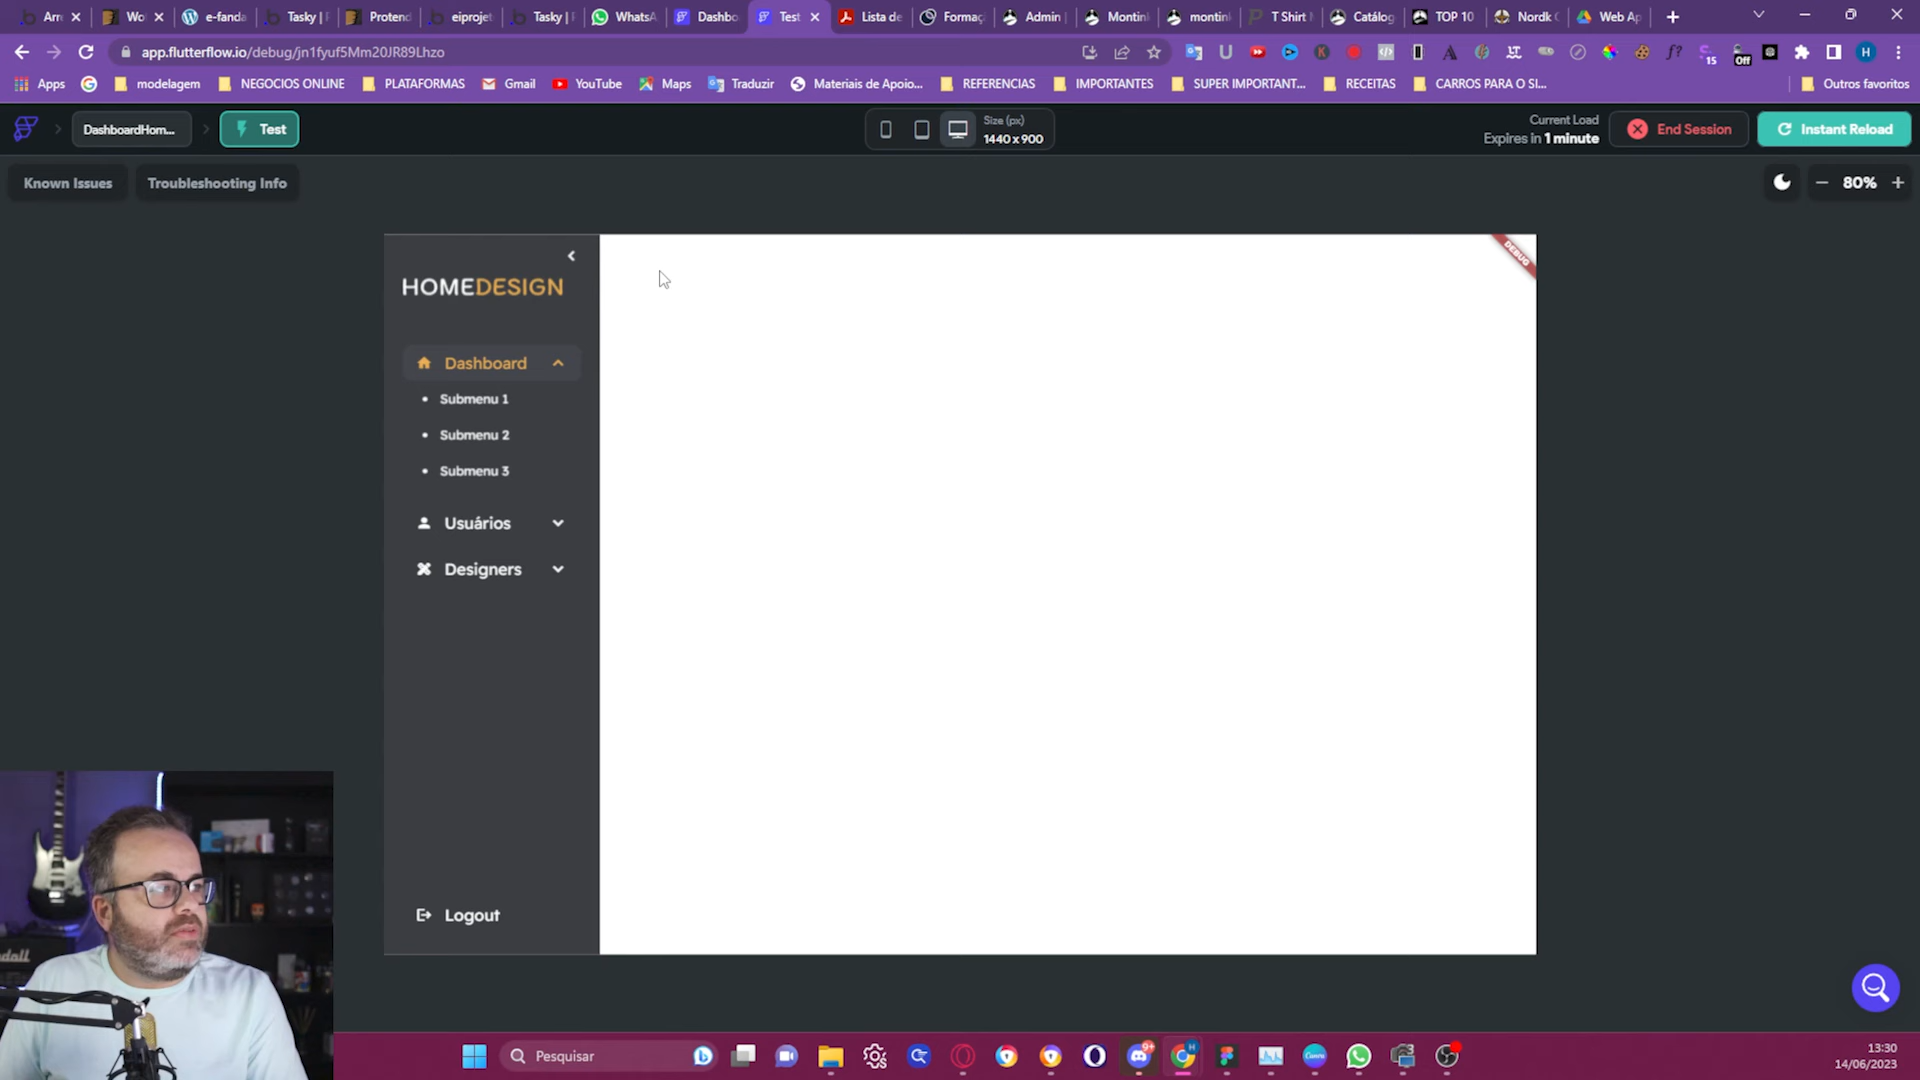 Arr
Wo
e-fanda
Tasky | F
Protend
eiprojet
Tasky | F
WhatsA
Dashbo
Test
Lista de
Formaç
Admin |
Montink
montink
T Shirt
Catálog
TOP 10
Nordk
Web Ap
app.flutterflow.io/debug/jn1fyuf5Mm20JR89Lhzo
Apps
modelagem
NEGOCIOS ONLINE
PLATAFORMAS
Gmail
YouTube
Maps
Traduzir
Materiais de Apoio...
REFERENCIAS
IMPORTANTES
SUPER IMPORTANT...
RECEITAS
CARROS PARA O SI...
Outros favoritos
DashboardHom...
Test
Size (px)
1440 x 900
Current Load
Expires in 1 minute
End Session
Instant Reload
Known Issues
Troubleshooting Info
80%
DEBUG
HOMEDESIGN
Dashboard
• Submenu 1
• Submenu 2
• Submenu 3
Usuários
Designers
Logout
Pesquisar
13:30
14/06/2023